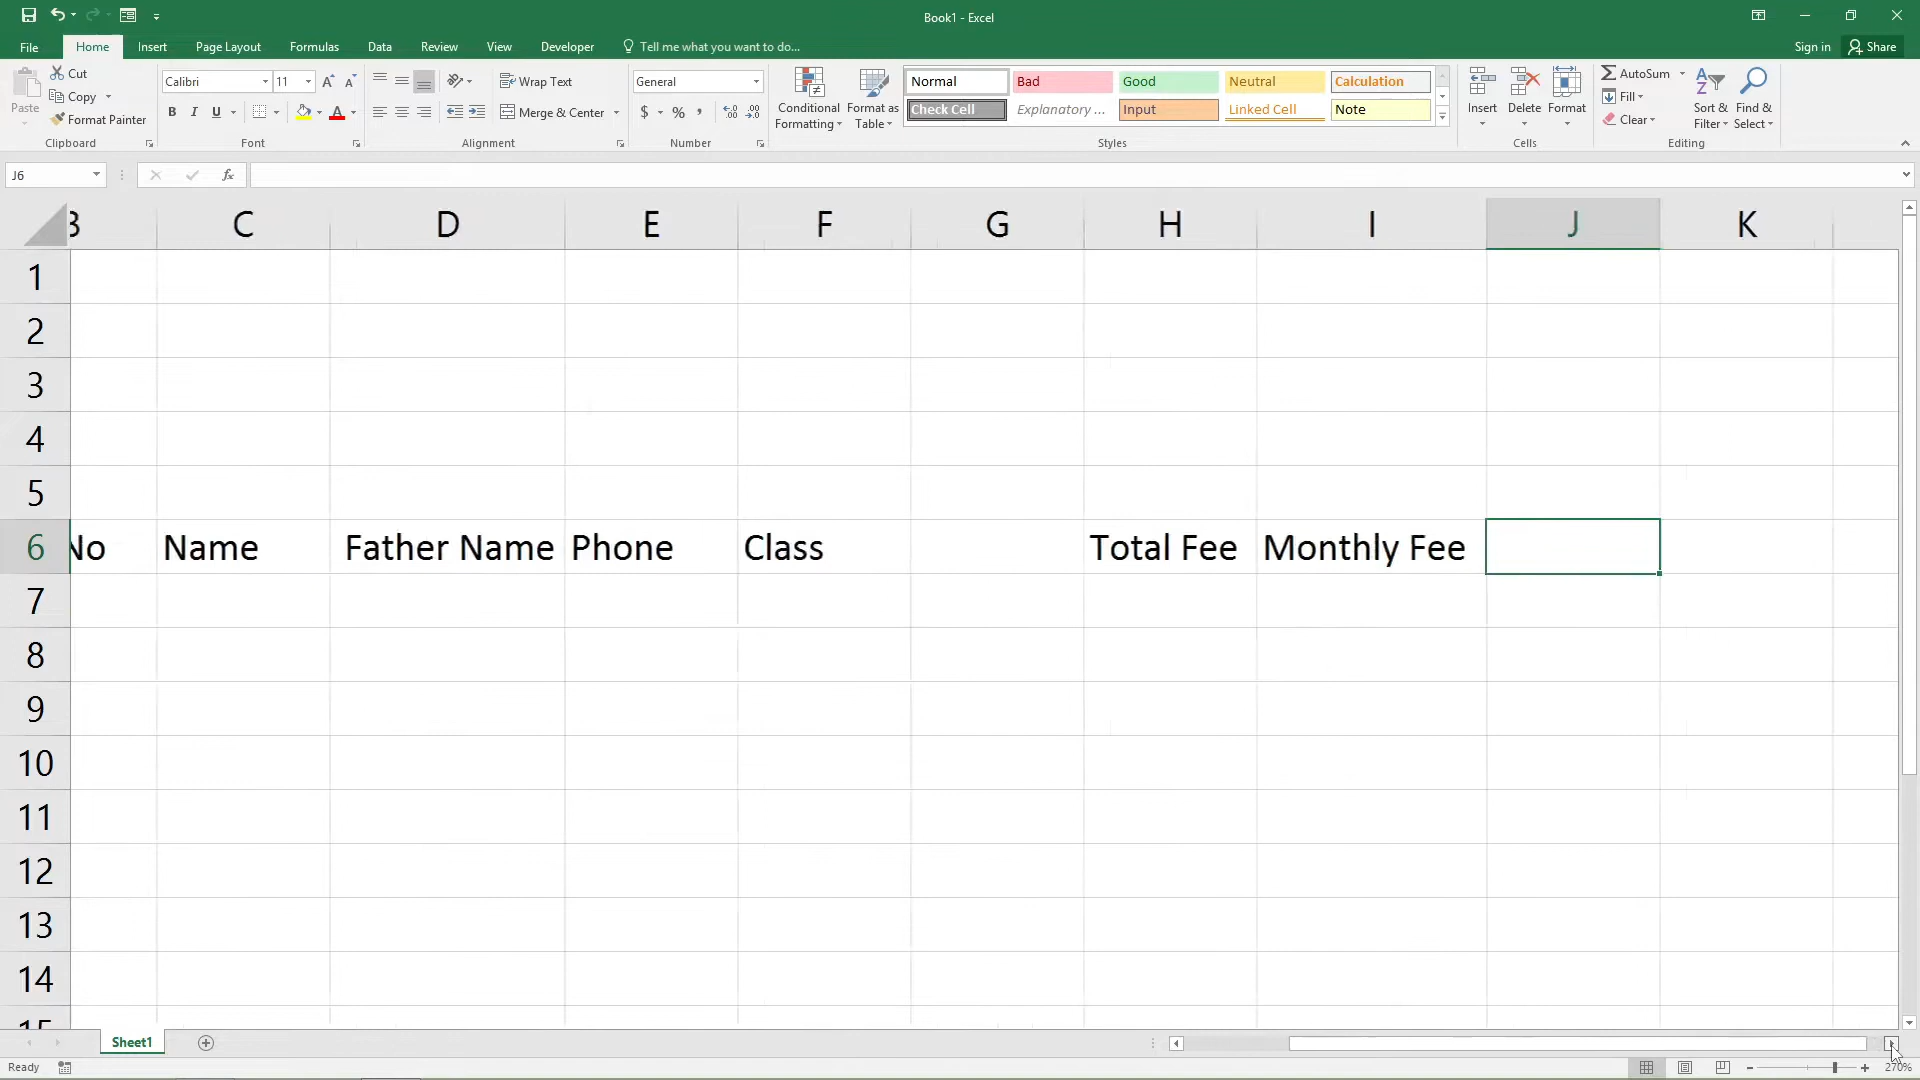 Book1 - Excel
File Home Insert Page Layout Formulas Data Review View Developer Tell me what you want to do... Sign in Share
Paste Cut Copy Format Painter Clipboard
Calibri 11 A A B I U A Font
Wrap Text Merge & Center Alignment
General $ % , Number
Conditional Formatting Format as Table
Normal Bad Good Neutral Calculation
Check Cell Explanatory ... Input Linked Cell Note
Styles
Insert Delete Format Cells
AutoSum Fill Clear Sort & Filter Find & Select Editing
J6 fx
C D E F G H I J K
1
2
3
4
5
6 No Name Father Name Phone Class Total Fee Monthly Fee
7
8
9
10
11
12
13
14
Sheet1
Ready 270%